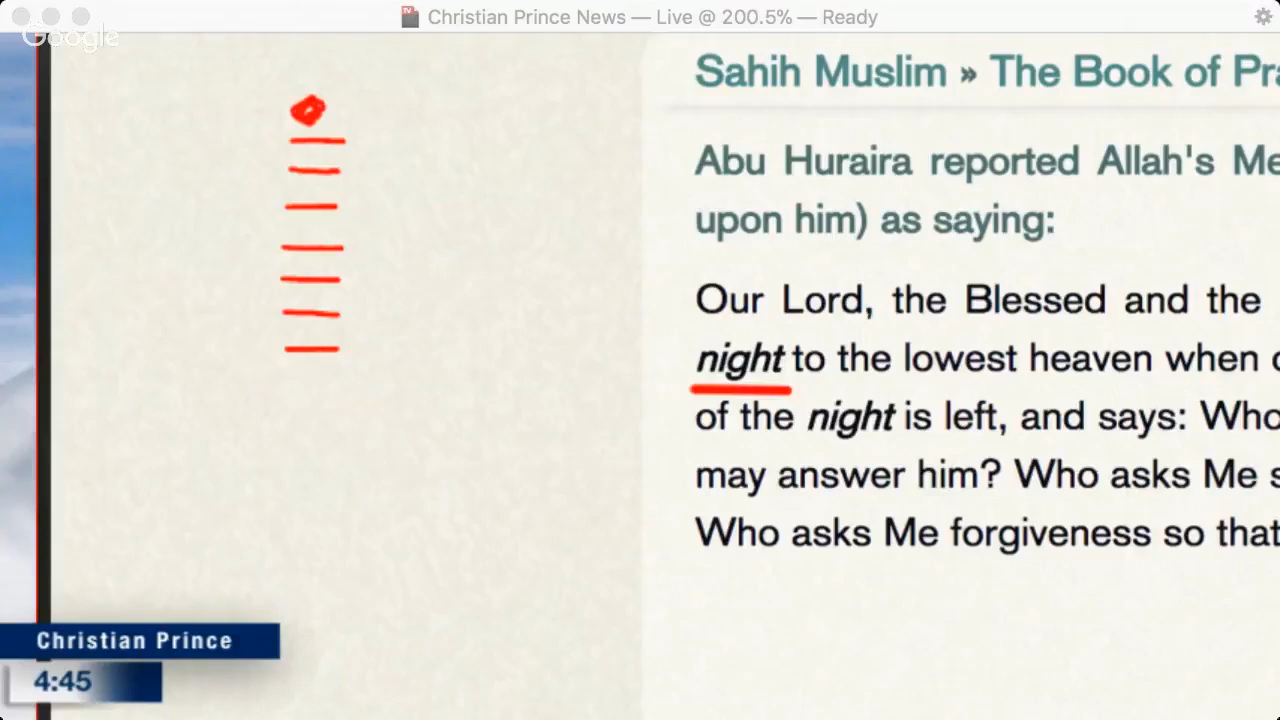 Christian Prince News — Live @ 200.5% — Ready
Google
Sahih Muslim » The Book of
Abu Huraira reported Allah's
upon him) as saying:
Our Lord, the Blessed and the
night to the lowest heaven when
of the night is left, and says:
may answer him? Who asks Me
Who asks Me forgiveness so that
Christian Prince
4:45